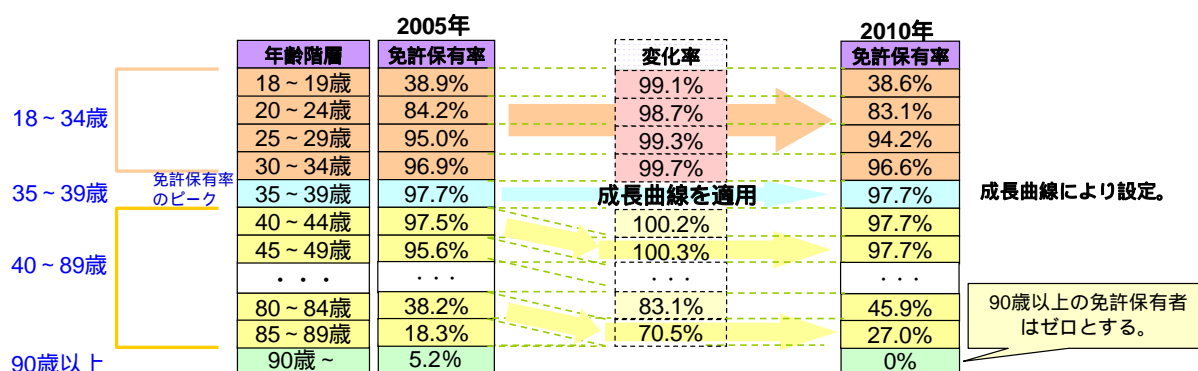 2005年
2010年
年齢階層 免許保有率 変化率 免許保有率
18~19歳 38.9% 99.1% 38.6%
20~24歳 84.2% 98.7% 83.1%
18~34歳
25~29歳 95.0% 99.3% 94.2%
30~34歳 96.9% 99.7% 96.6%
35~39歳 免許保有率
のピーク
35~39歳 97.7% 成長曲線を適用 97.7% 成長曲線により設定。
40~44歳 97.5% 100.2% 97.7%
45~49歳 95.6% 100.3% 97.7%
40~89歳
・・・ ・・・ ・・・ ・・・
80~84歳 38.2% 83.1% 45.9%
85~89歳 18.3% 70.5% 27.0%
90歳以上の免許保有者
はゼロとする。
90歳以上 90歳~ 5.2% 0%